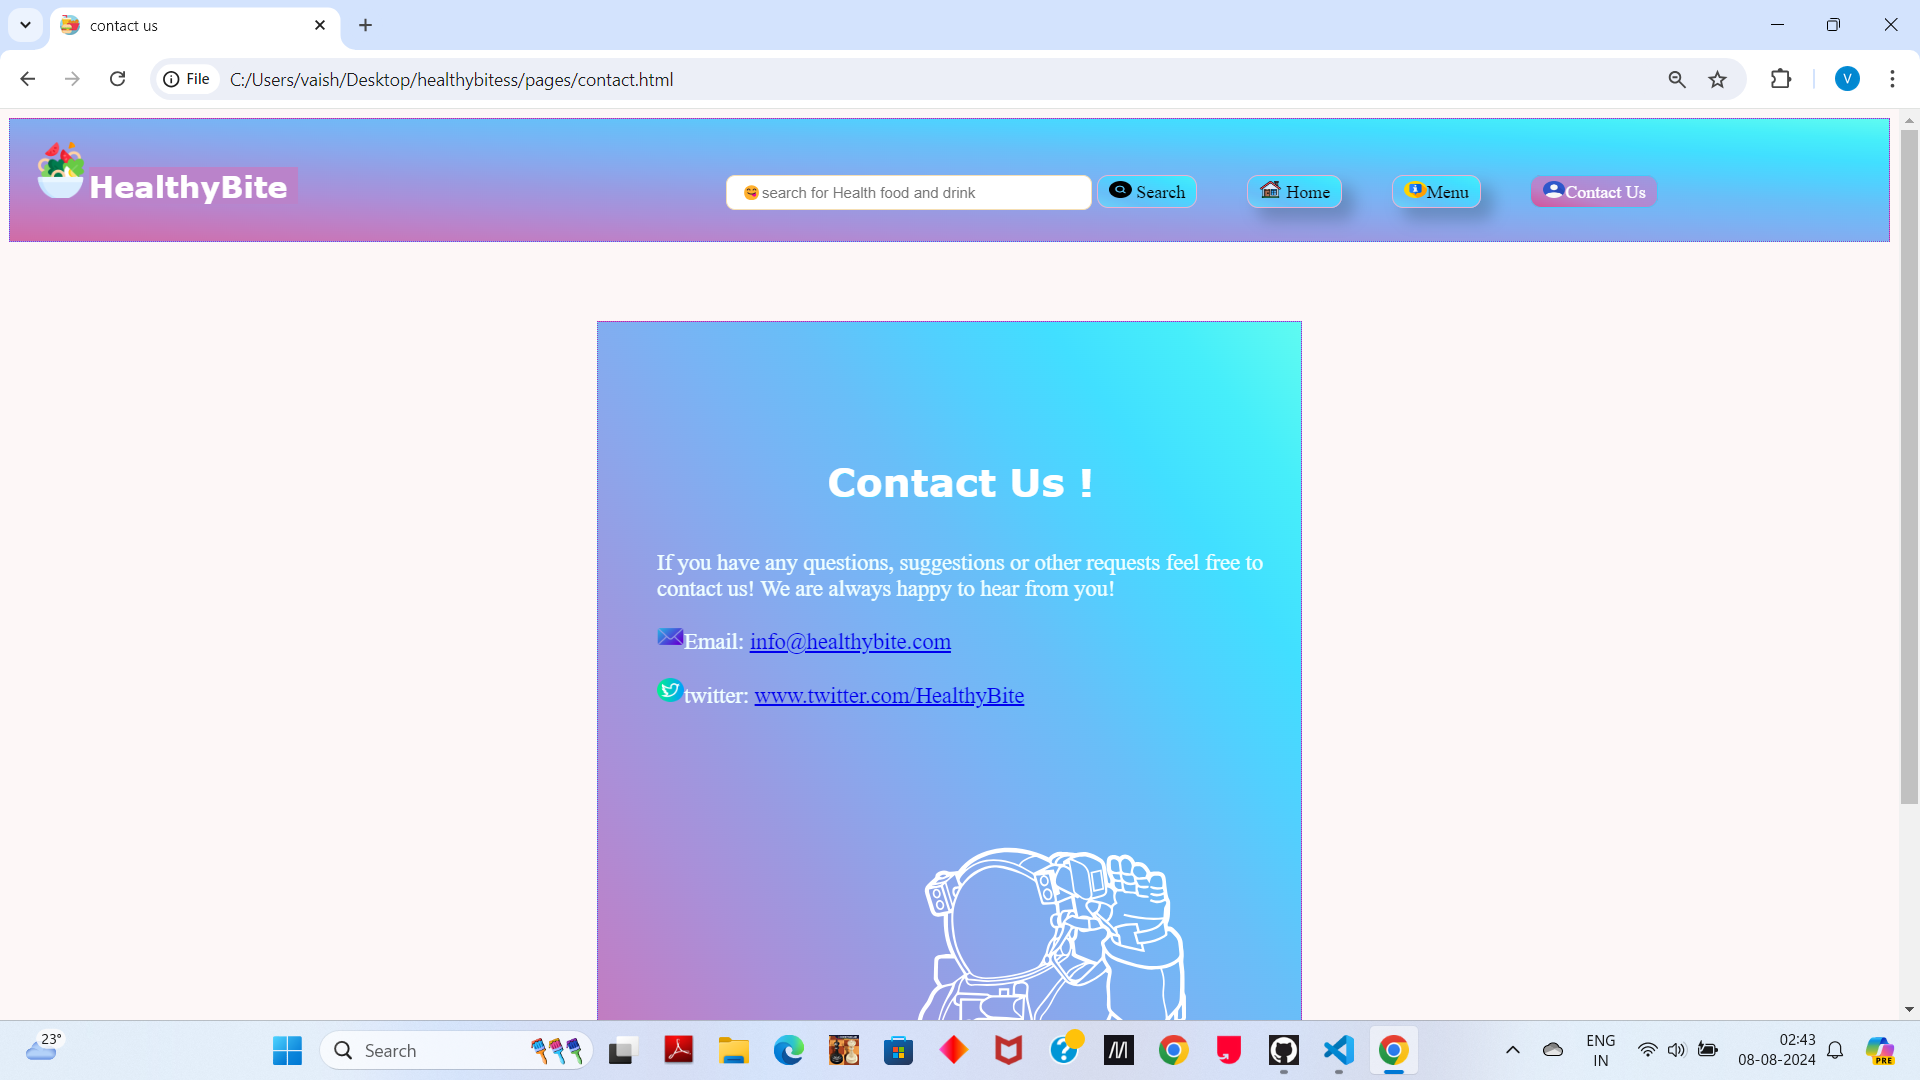 contact us
File
C:/Users/vaish/Desktop/healthybitess/pages/contact.html
V
HealthyBite
search for Health food and drink
Search
Home
Menu
Contact Us
Contact Us !
If you have any questions, suggestions or other requests feel free to
contact us! We are always happy to hear from you!
Email: info@healthybite.com
twitter: www.twitter.com/HealthyBite
23°
Search
ENG
IN
02:43
08-08-2024
PRE